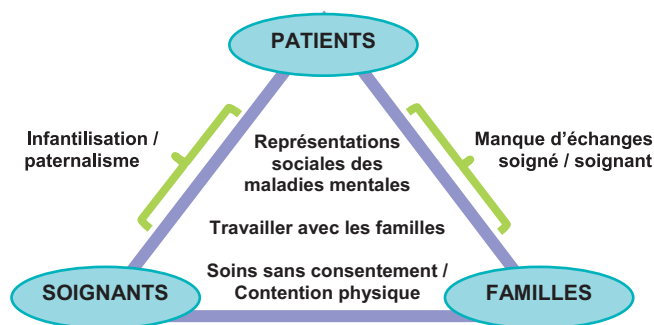 PATIENTS
Infantilisation /
paternalisme
Représentations
sociales des
maladies mentales
Manque d'échanges
soigné / soignant
Travailler avec les familles
Soins sans consentement /
Contention physique
SOIGNANTS
FAMILLES